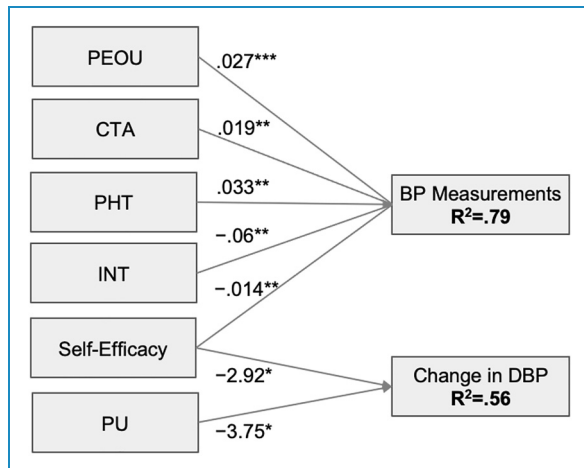 PEOU
.027***
CTA
.019**
PHT
.033**
BP Measurements
R²=.79
−.06**
INT
−.014**
Self-Efficacy
−2.92*
Change in DBP
R²=.56
PU
−3.75*